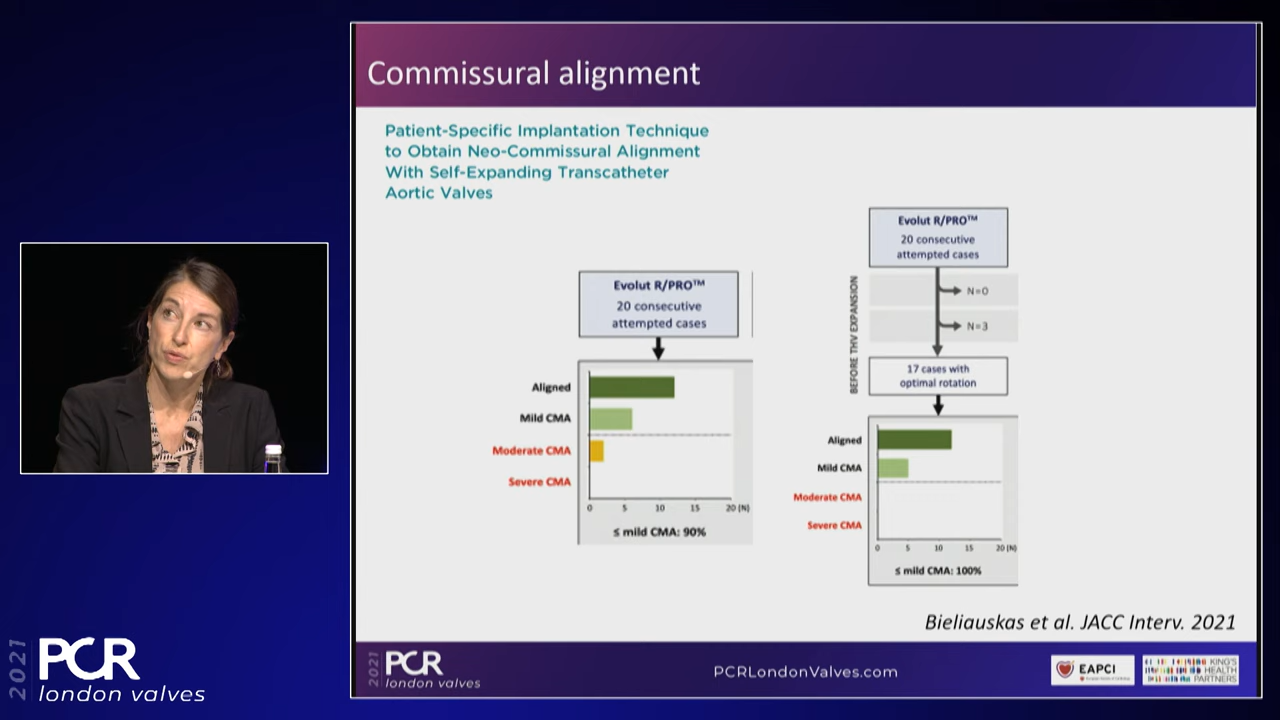 Commissural alignment
Patient-Specific Implantation Technique
to Obtain Neo-Commissural Alignment
With Self-Expanding Transcatheter
Aortic Valves
Evolut R/PRO™
20 consecutive
attempted cases
Aligned
Mild CMA
Moderate CMA
Severe CMA
0 5 10 15 20 (N)
≤ mild CMA: 90%
Evolut R/PRO™
20 consecutive
attempted cases
BEFORE THV EXPANSION
N=0
N=3
17 cases with
optimal rotation
Aligned
Mild CMA
Moderate CMA
Severe CMA
0 5 10 15 20 (N)
≤ mild CMA: 100%
Bieliauskas et al. JACC Interv. 2021
2021
PCR
london valves
PCRLondonValves.com
EAPCI
KING'S
HEALTH
PARTNERS
2021
PCR
london valves